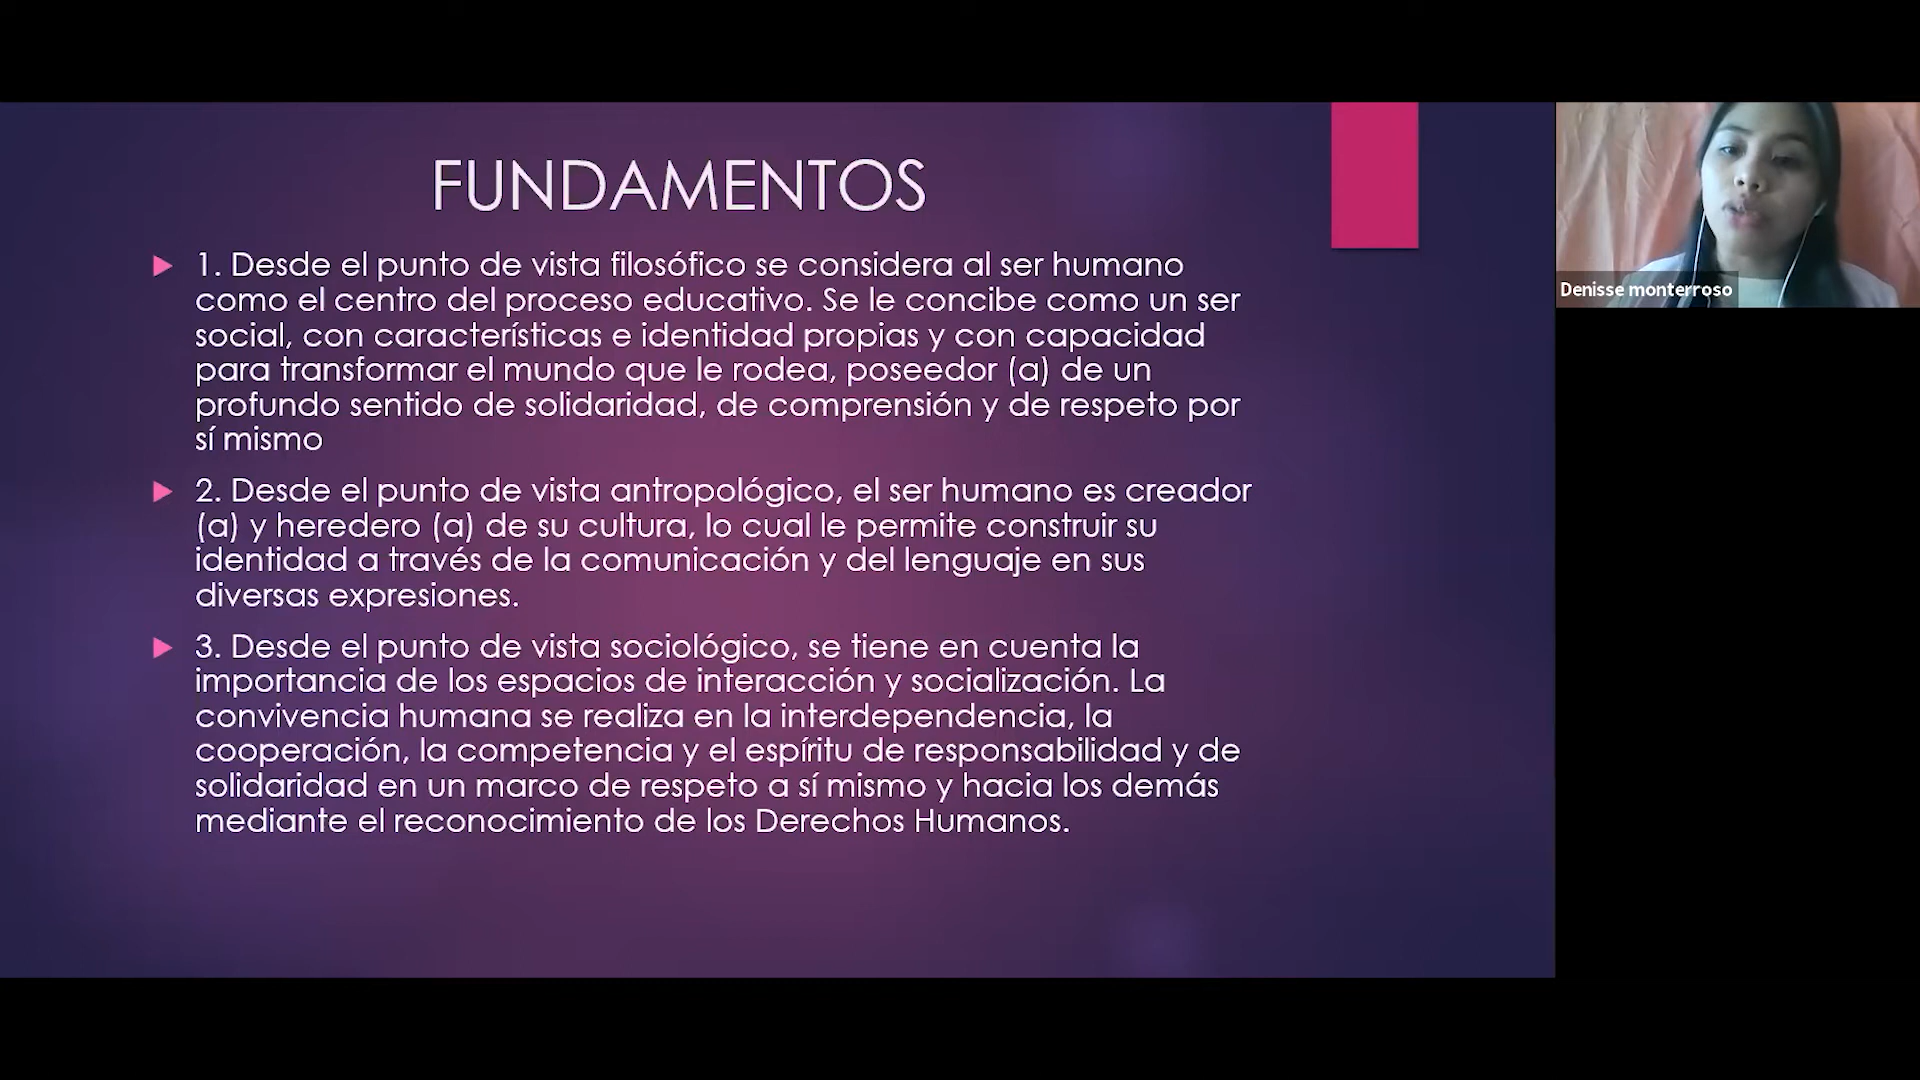 FUNDAMENTOS
1. Desde el punto de vista filosófico se considera al ser humano
como el centro del proceso educativo. Se le concibe como un ser
social, con características e identidad propias y con capacidad
para transformar el mundo que le rodea, poseedor (a) de un
profundo sentido de solidaridad, de comprensión y de respeto por
sí mismo
2. Desde el punto de vista antropológico, el ser humano es creador
(a) y heredero (a) de su cultura, lo cual le permite construir su
identidad a través de la comunicación y del lenguaje en sus
diversas expresiones.
3. Desde el punto de vista sociológico, se tiene en cuenta la
importancia de los espacios de interacción y socialización. La
convivencia humana se realiza en la interdependencia, la
cooperación, la competencia y el espíritu de responsabilidad y de
solidaridad en un marco de respeto a sí mismo y hacia los demás
mediante el reconocimiento de los Derechos Humanos.
Denisse monterroso